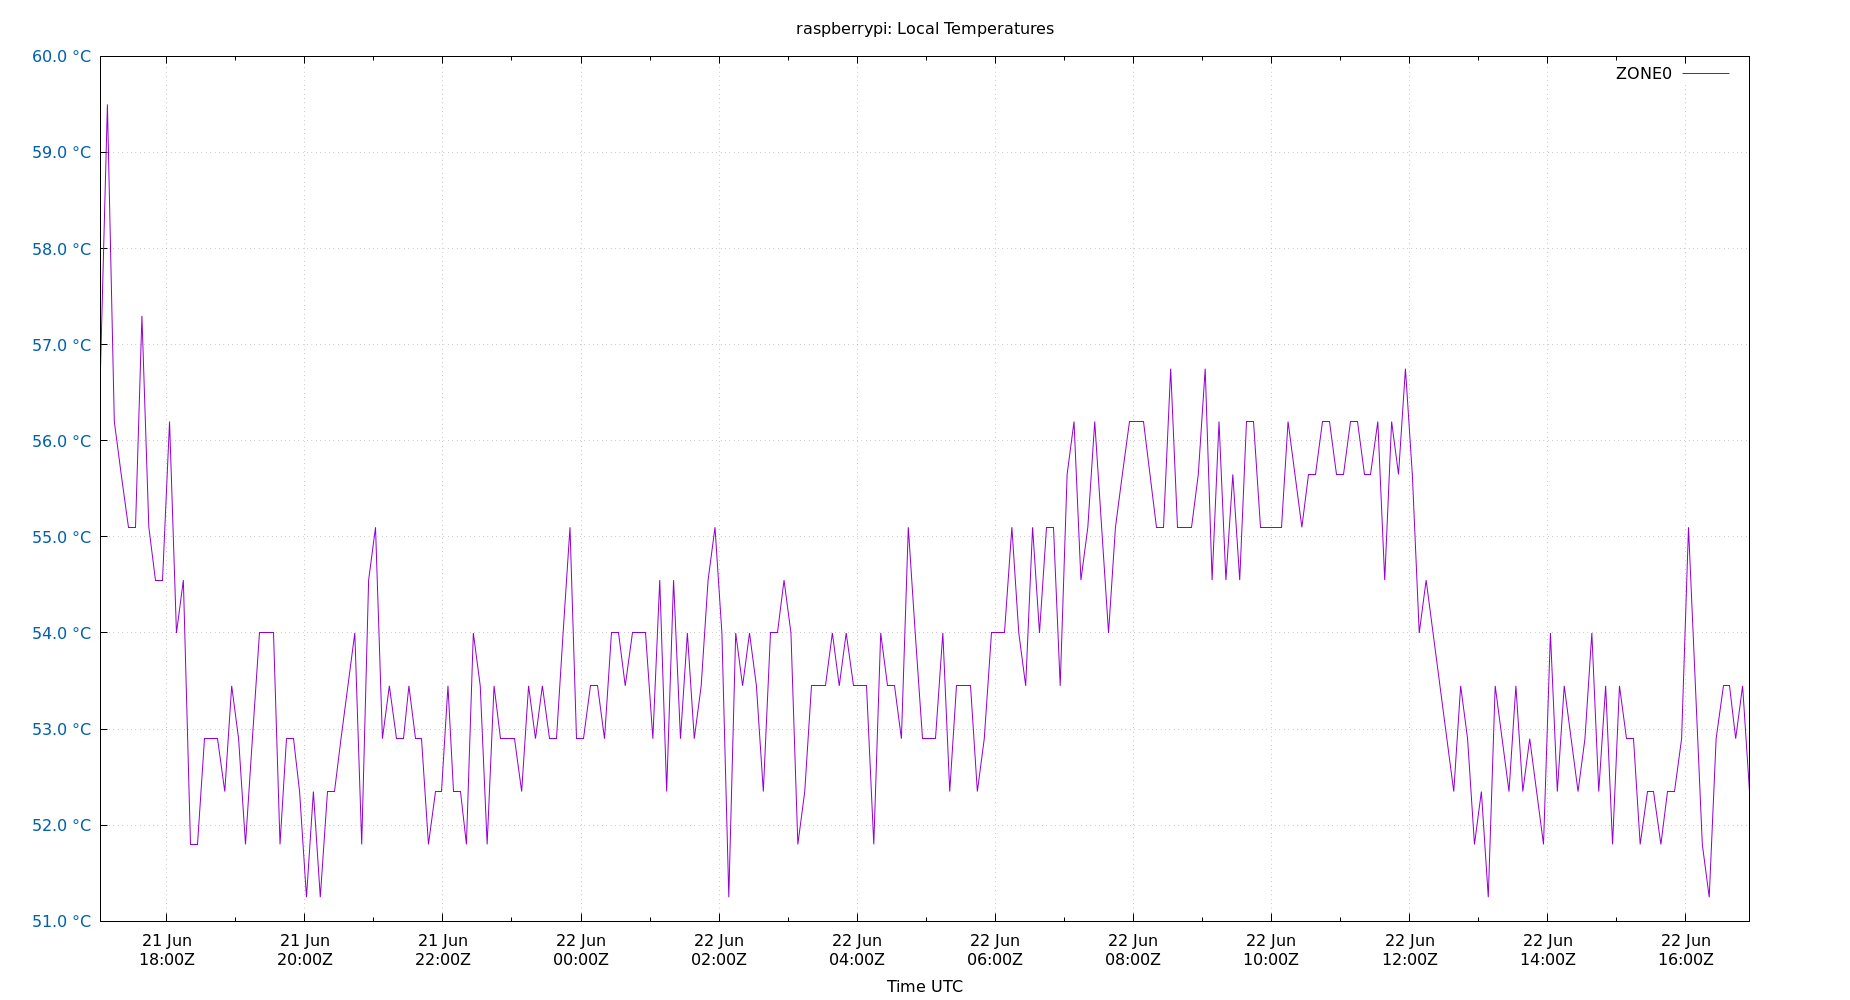 raspberrypi: Local Temperatures
60.0 °C
59.0 °C
58.0 °C
57.0 °C
56.0 °C
55.0 °C
54.0 °C
53.0 °C
52.0 °C
51.0 °C
ZONE0
21 Jun 21 Jun 21 Jun 22 Jun 22 Jun 22 Jun 22 Jun 22 Jun 22 Jun 22 Jun 22 Jun 22 Jun
18:00Z 20:00Z 22:00Z 00:00Z 02:00Z 04:00Z 06:00Z 08:00Z 10:00Z 12:00Z 14:00Z 16:00Z
Time UTC